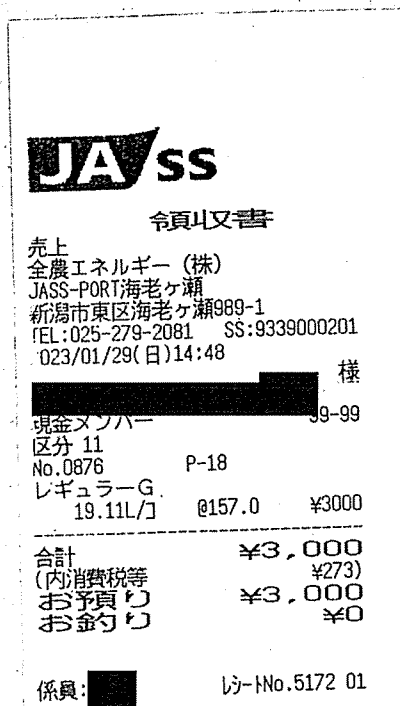 JA SS
領収書
売上
全農エネルギー(株)
JASS-PORT海老ヶ瀬
新潟市東区海老ヶ瀬989-1
TEL:025-279-2081 SS:9339000201
023/01/29(日)14:48
様
現金メンバー 99-99
区分 11
No.0876 P-18
レギュラーG
19.11L/コ @157.0 ¥3000
合計 ¥3,000
(内消費税等 ¥273)
お預り ¥3,000
お釣り ¥0
係員: レシートNo.5172 01